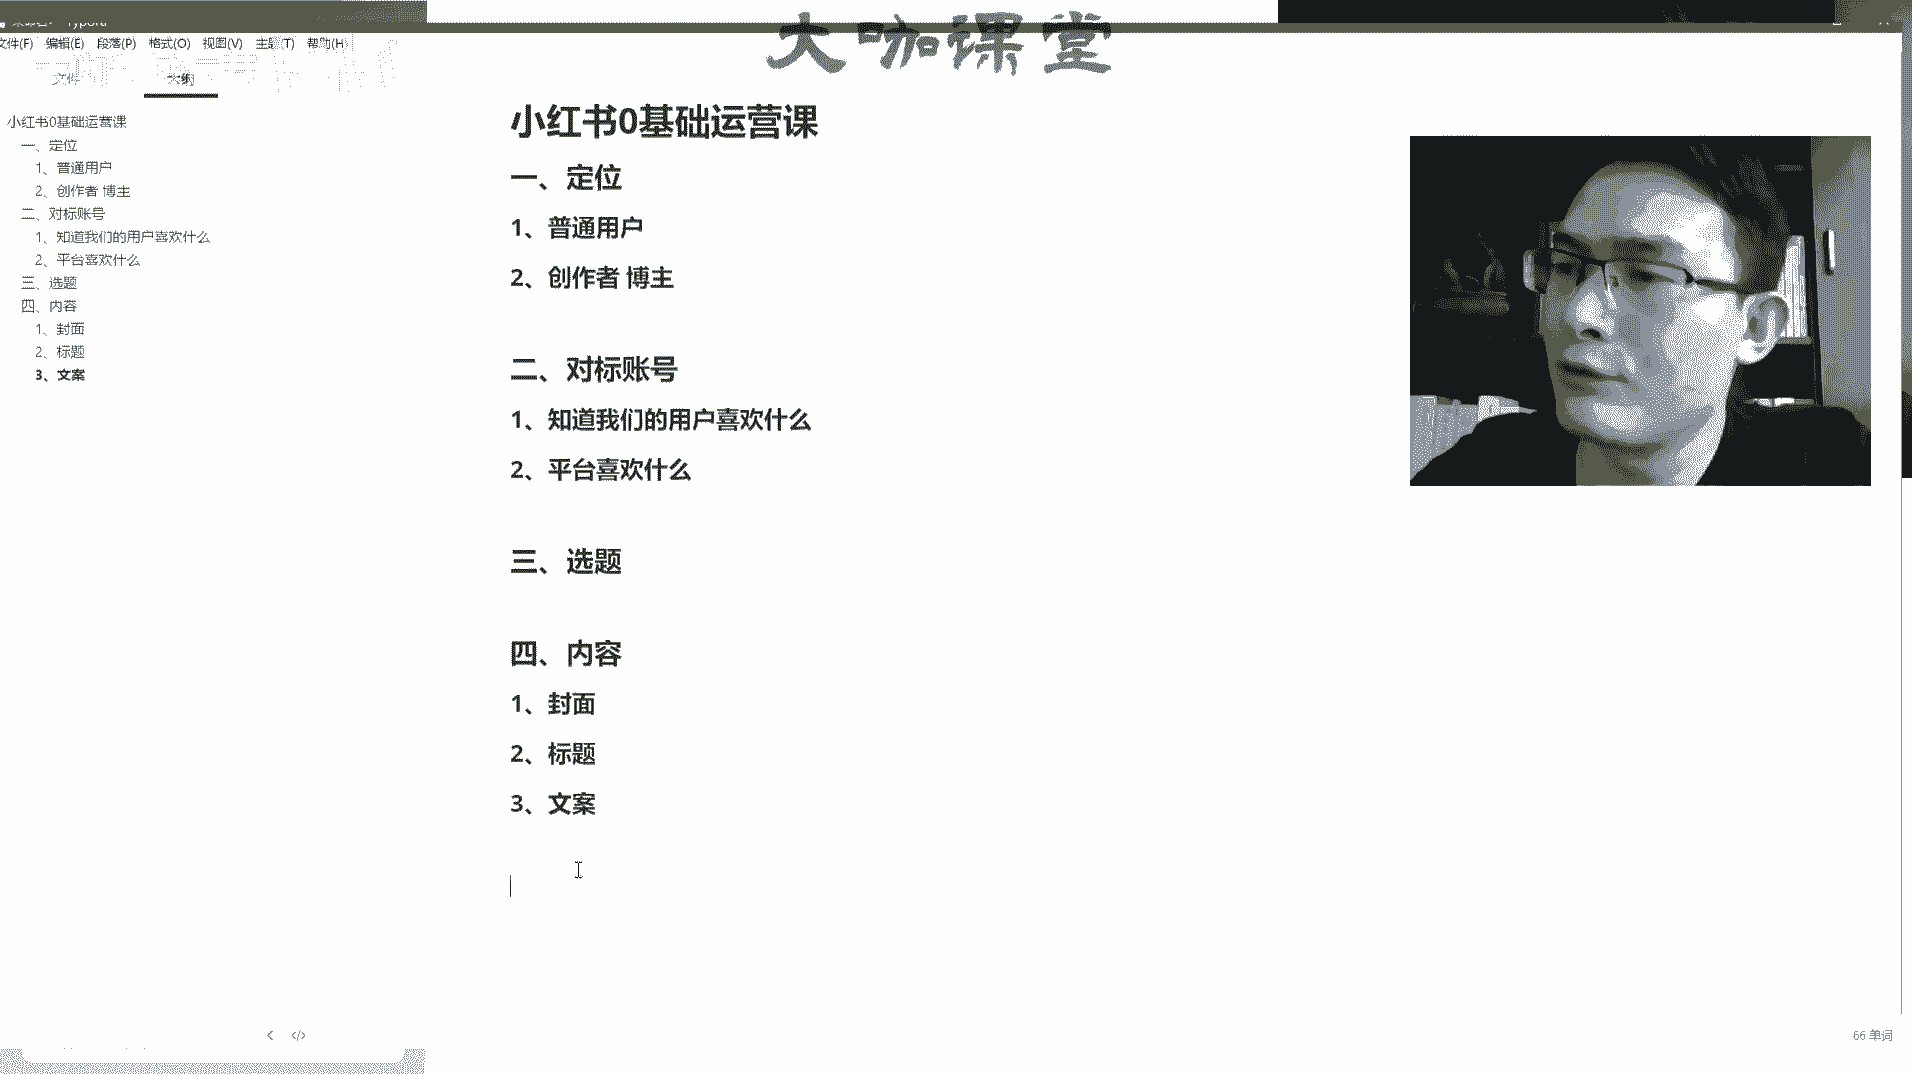 大咖课堂
文件(F) 编辑(E) 段落(P) 格式(O) 视图(V) 主题(T) 帮助(H)
文件 大纲
小红书0基础运营课
一、定位
1、普通用户
2、创作者 博主
二、对标账号
1、知道我们的用户喜欢什么
2、平台喜欢什么
三、选题
四、内容
1、封面
2、标题
3、文案
小红书0基础运营课
一、定位
1、普通用户
2、创作者 博主
二、对标账号
1、知道我们的用户喜欢什么
2、平台喜欢什么
三、选题
四、内容
1、封面
2、标题
3、文案
66 单词